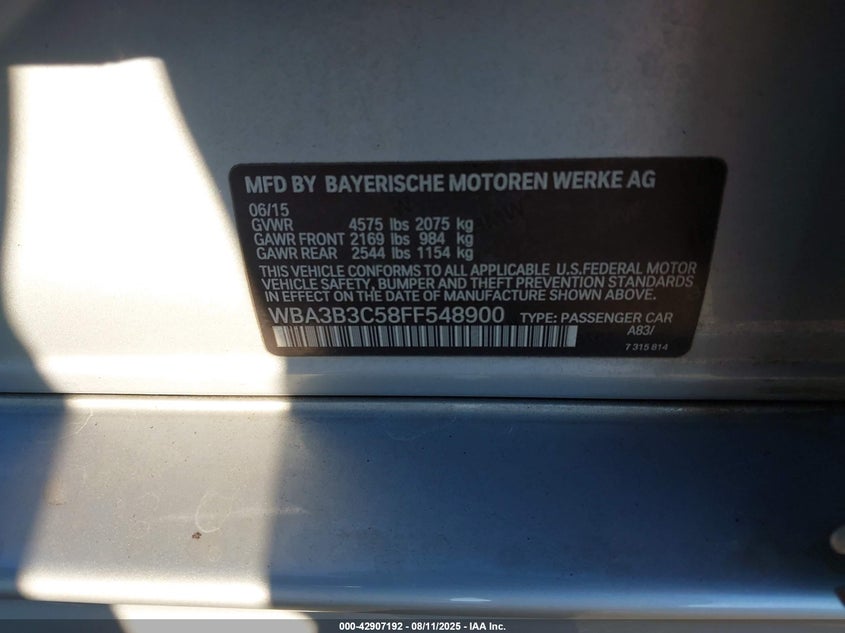 MFD BY BAYERISCHE MOTOREN WERKE AG
06/15
GVWR 4575 lbs 2075 kg
GAWR FRONT 2169 lbs 984 kg
GAWR REAR 2544 lbs 1154 kg
THIS VEHICLE CONFORMS TO ALL APPLICABLE U.S.FEDERAL MOTOR
VEHICLE SAFETY, BUMPER AND THEFT PREVENTION STANDARDS
IN EFFECT ON THE DATE OF MANUFACTURE SHOWN ABOVE.
WBA3B3C58FF548900 TYPE: PASSENGER CAR
A83/
7 315 814
000-42907192 - 08/11/2025 - IAA Inc.